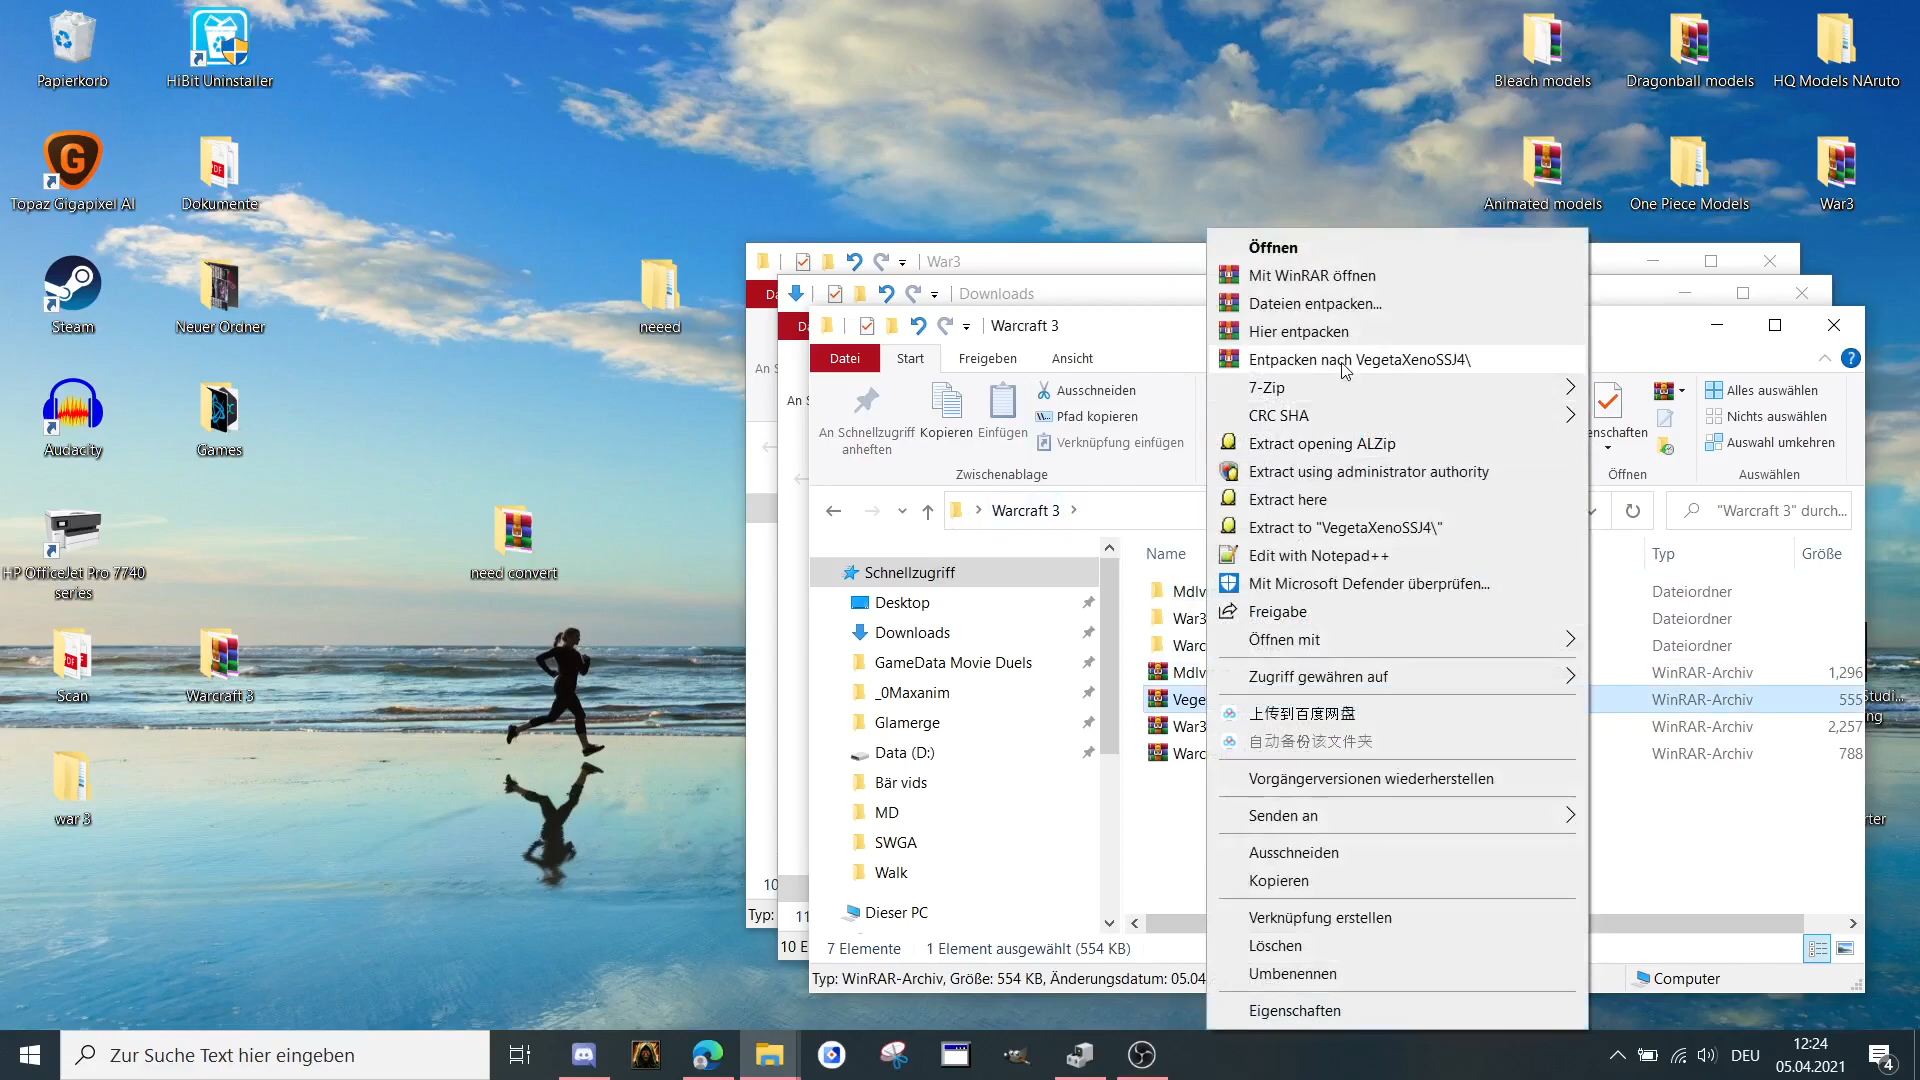 Papierkorb
HiBit Uninstaller
Bleach models
Dragonball models
HQ Models NAruto
Topaz Gigapixel AI
Dokumente
Animated models
One Piece Models
War3
Steam
Neuer Ordner
neeed
Audacity
Games
HP OfficeJet Pro 7740
series
need convert
Scan
Warcraft 3
war 3
War3
Downloads
Warcraft 3
Datei
Start
Freigeben
Ansicht
An Schnellzugriff
anheften
Kopieren
Einfügen
Ausschneiden
Pfad kopieren
Verknüpfung einfügen
Zwischenablage
Öffnen
Alles auswählen
Nichts auswählen
Auswahl umkehren
Auswählen
Warcraft 3
"Warcraft 3" durch...
Name
Typ
Größe
Schnellzugriff
Desktop
Downloads
GameData Movie Duels
_0Maxanim
Glamerge
Data (D:)
Bär vids
MD
SWGA
Walk
Dieser PC
Dateiordner
Dateiordner
Dateiordner
WinRAR-Archiv 1,296
WinRAR-Archiv 555
WinRAR-Archiv 2,257
WinRAR-Archiv 788
7 Elemente
1 Element ausgewählt (554 KB)
Typ: WinRAR-Archiv, Größe: 554 KB, Änderungsdatum: 05.04
Computer
Öffnen
Mit WinRAR öffnen
Dateien entpacken...
Hier entpacken
Entpacken nach VegetaXenoSSJ4\
7-Zip
CRC SHA
Extract opening ALZip
Extract using administrator authority
Extract here
Extract to "VegetaXenoSSJ4\"
Edit with Notepad++
Mit Microsoft Defender überprüfen...
Freigabe
Öffnen mit
Zugriff gewähren auf
上传到百度网盘
自动备份该文件夹
Vorgängerversionen wiederherstellen
Senden an
Ausschneiden
Kopieren
Verknüpfung erstellen
Löschen
Umbenennen
Eigenschaften
Zur Suche Text hier eingeben
DEU
12:24
05.04.2021
4